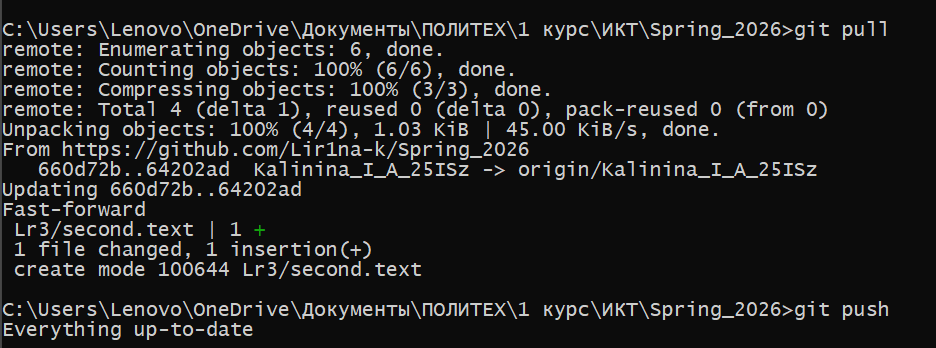 C:\Users\Lenovo\OneDrive\Документы\ПОЛИТЕХ\1 курс\ИКТ\Spring_2026>git pull
remote: Enumerating objects: 6, done.
remote: Counting objects: 100% (6/6), done.
remote: Compressing objects: 100% (3/3), done.
remote: Total 4 (delta 1), reused 0 (delta 0), pack-reused 0 (from 0)
Unpacking objects: 100% (4/4), 1.03 KiB | 45.00 KiB/s, done.
From https://github.com/Lir1na-k/Spring_2026
   660d72b..64202ad  Kalinina_I_A_25ISz -> origin/Kalinina_I_A_25ISz
Updating 660d72b..64202ad
Fast-forward
 Lr3/second.text | 1 +
 1 file changed, 1 insertion(+)
 create mode 100644 Lr3/second.text
C:\Users\Lenovo\OneDrive\Документы\ПОЛИТЕХ\1 курс\ИКТ\Spring_2026>git push
Everything up-to-date